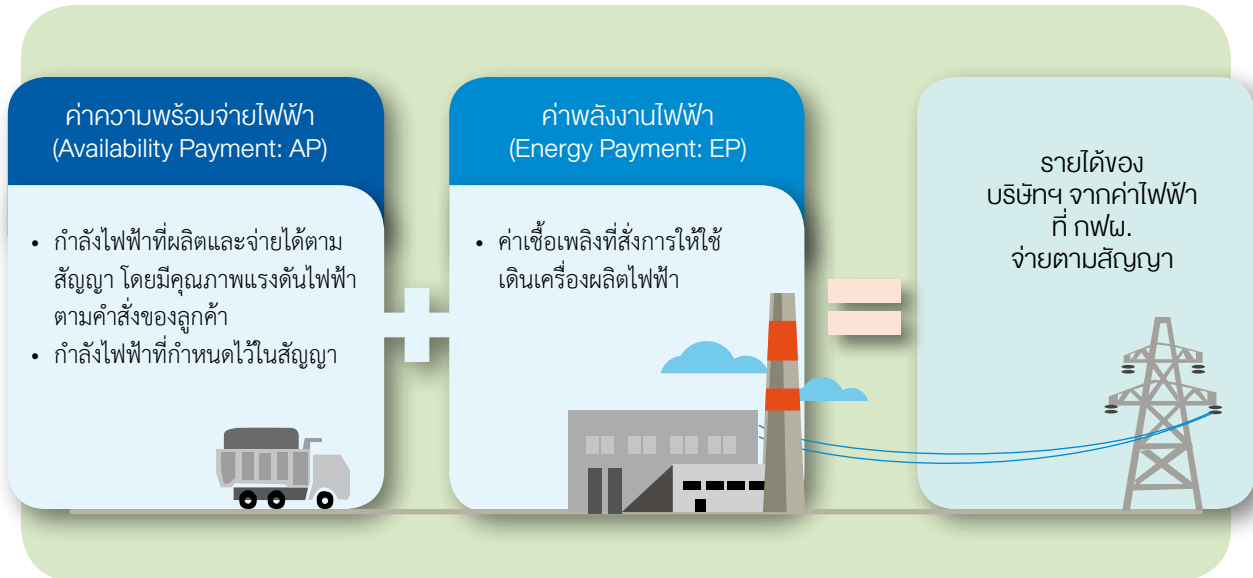 ค่าความพร้อมจ่ายไฟฟ้า
(Availability Payment: AP)
• กำลังไฟฟ้าที่ผลิตและจ่ายได้ตาม
สัญญา โดยมีคุณภาพแรงดันไฟฟ้า
ตามคำสั่งของลูกค้า
• กำลังไฟฟ้าที่กำหนดไว้ในสัญญา
ค่าพลังงานไฟฟ้า
(Energy Payment: EP)
• ค่าเชื้อเพลิงที่สั่งการให้ใช้
เดินเครื่องผลิตไฟฟ้า
รายได้ของ
บริษัทฯ จากค่าไฟฟ้า
ที่ กฟผ.
จ่ายตามสัญญา